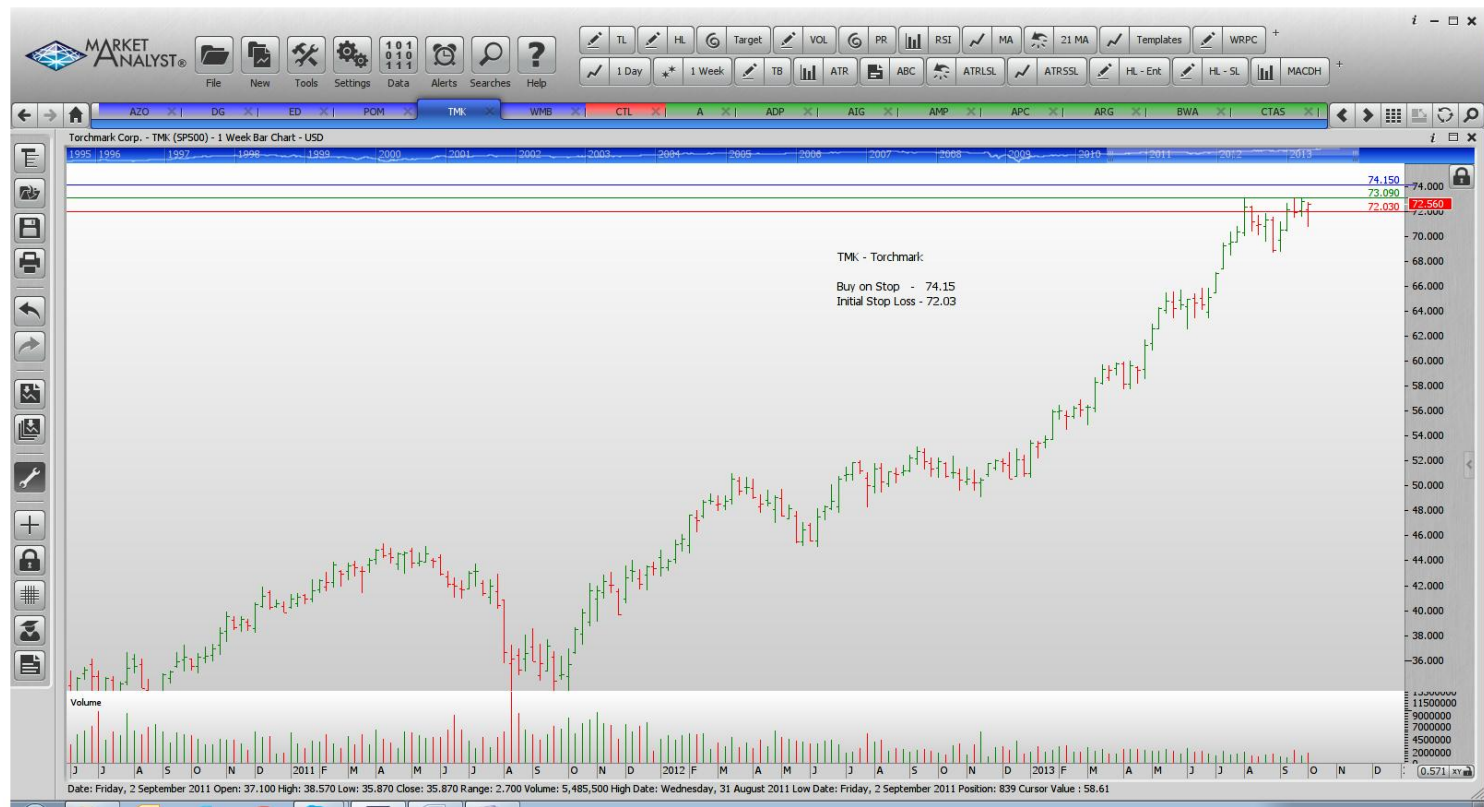 i
MARKET
ANALYST®
File New Tools Settings Data Alerts Searches Help
TL HL Target VOL PR RSI MA 21 MA Templates WRPC +
1 Day 1 Week TB ATR ABC ATRLSL ATRSSL HL - Ent HL - SL MACDH +
AZO DG ED POM TMK WMB CTL A ADP AIG AMP APC ARG BWA CTAS
Torchmark Corp. - TMK (SP500) - 1 Week Bar Chart - USD
i
1995 1996 1997 1998 1999 2000 2001 2002 2003 2004 2005 2006 2007 2008 2009 2010 2011 2012 2013
74.150
74.000
73.090
72.560
72.030
72.000
70.000
TMK - Torchmark
68.000
Buy on Stop - 74.15
66.000
Initial Stop Loss - 72.03
64.000
62.000
60.000
58.000
56.000
54.000
52.000
50.000
48.000
46.000
44.000
42.000
40.000
38.000
36.000
Volume
11500000
9000000
7000000
4500000
2000000
J J A S O N D 2011 F M A M J J A S O N D 2012 F M A M J J A S O N D 2013 F M A M J J A S O N D
0.571 XY
Date: Friday, 2 September 2011 Open: 37.100 High: 38.570 Low: 35.870 Close: 35.870 Range: 2.700 Volume: 5,485,500 High Date: Wednesday, 31 August 2011 Low Date: Friday, 2 September 2011 Position: 839 Cursor Value : 58.61